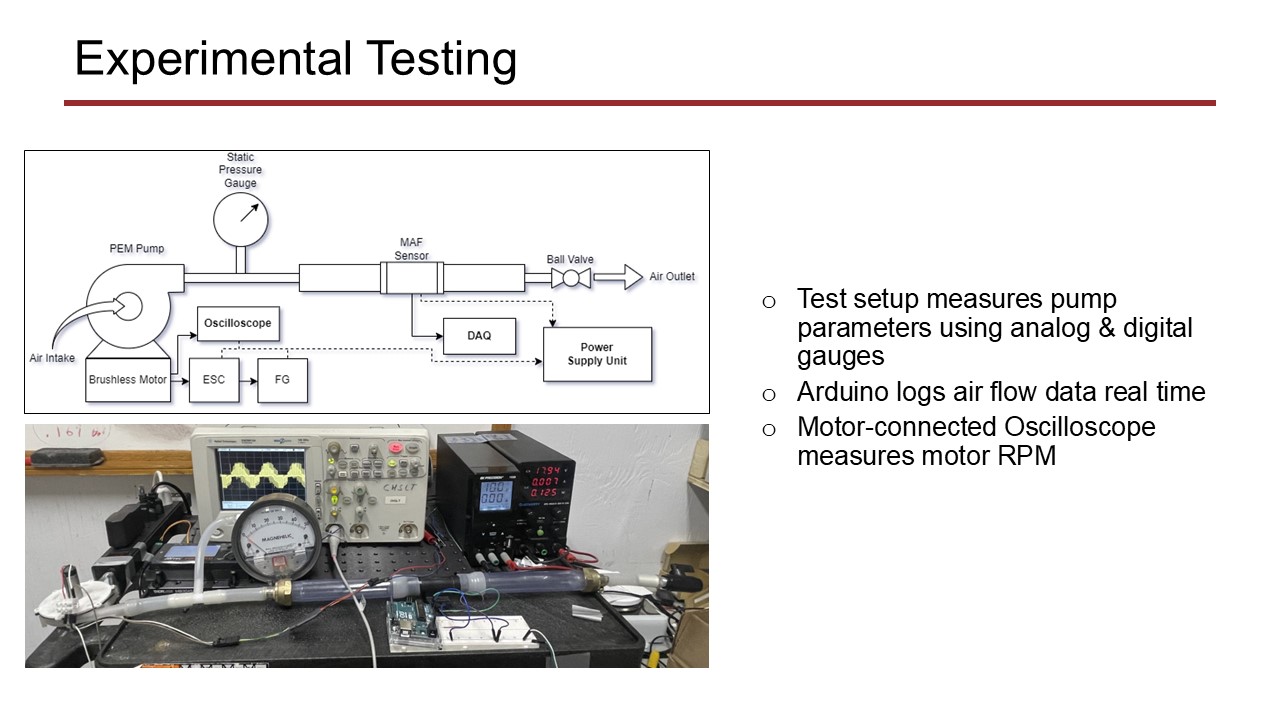 Experimental Testing
Static
Pressure
Gauge
PEM Pump
MAF
Sensor
Ball Valve
Air Outlet
Oscilloscope
DAQ
Power
Supply Unit
Air Intake
Brushless Motor
ESC
FG
o Test setup measures pump
parameters using analog & digital
gauges
o Arduino logs air flow data real time
o Motor-connected Oscilloscope
measures motor RPM
CHSLT
MAGNEHELIC
17.94
0.007
0.125